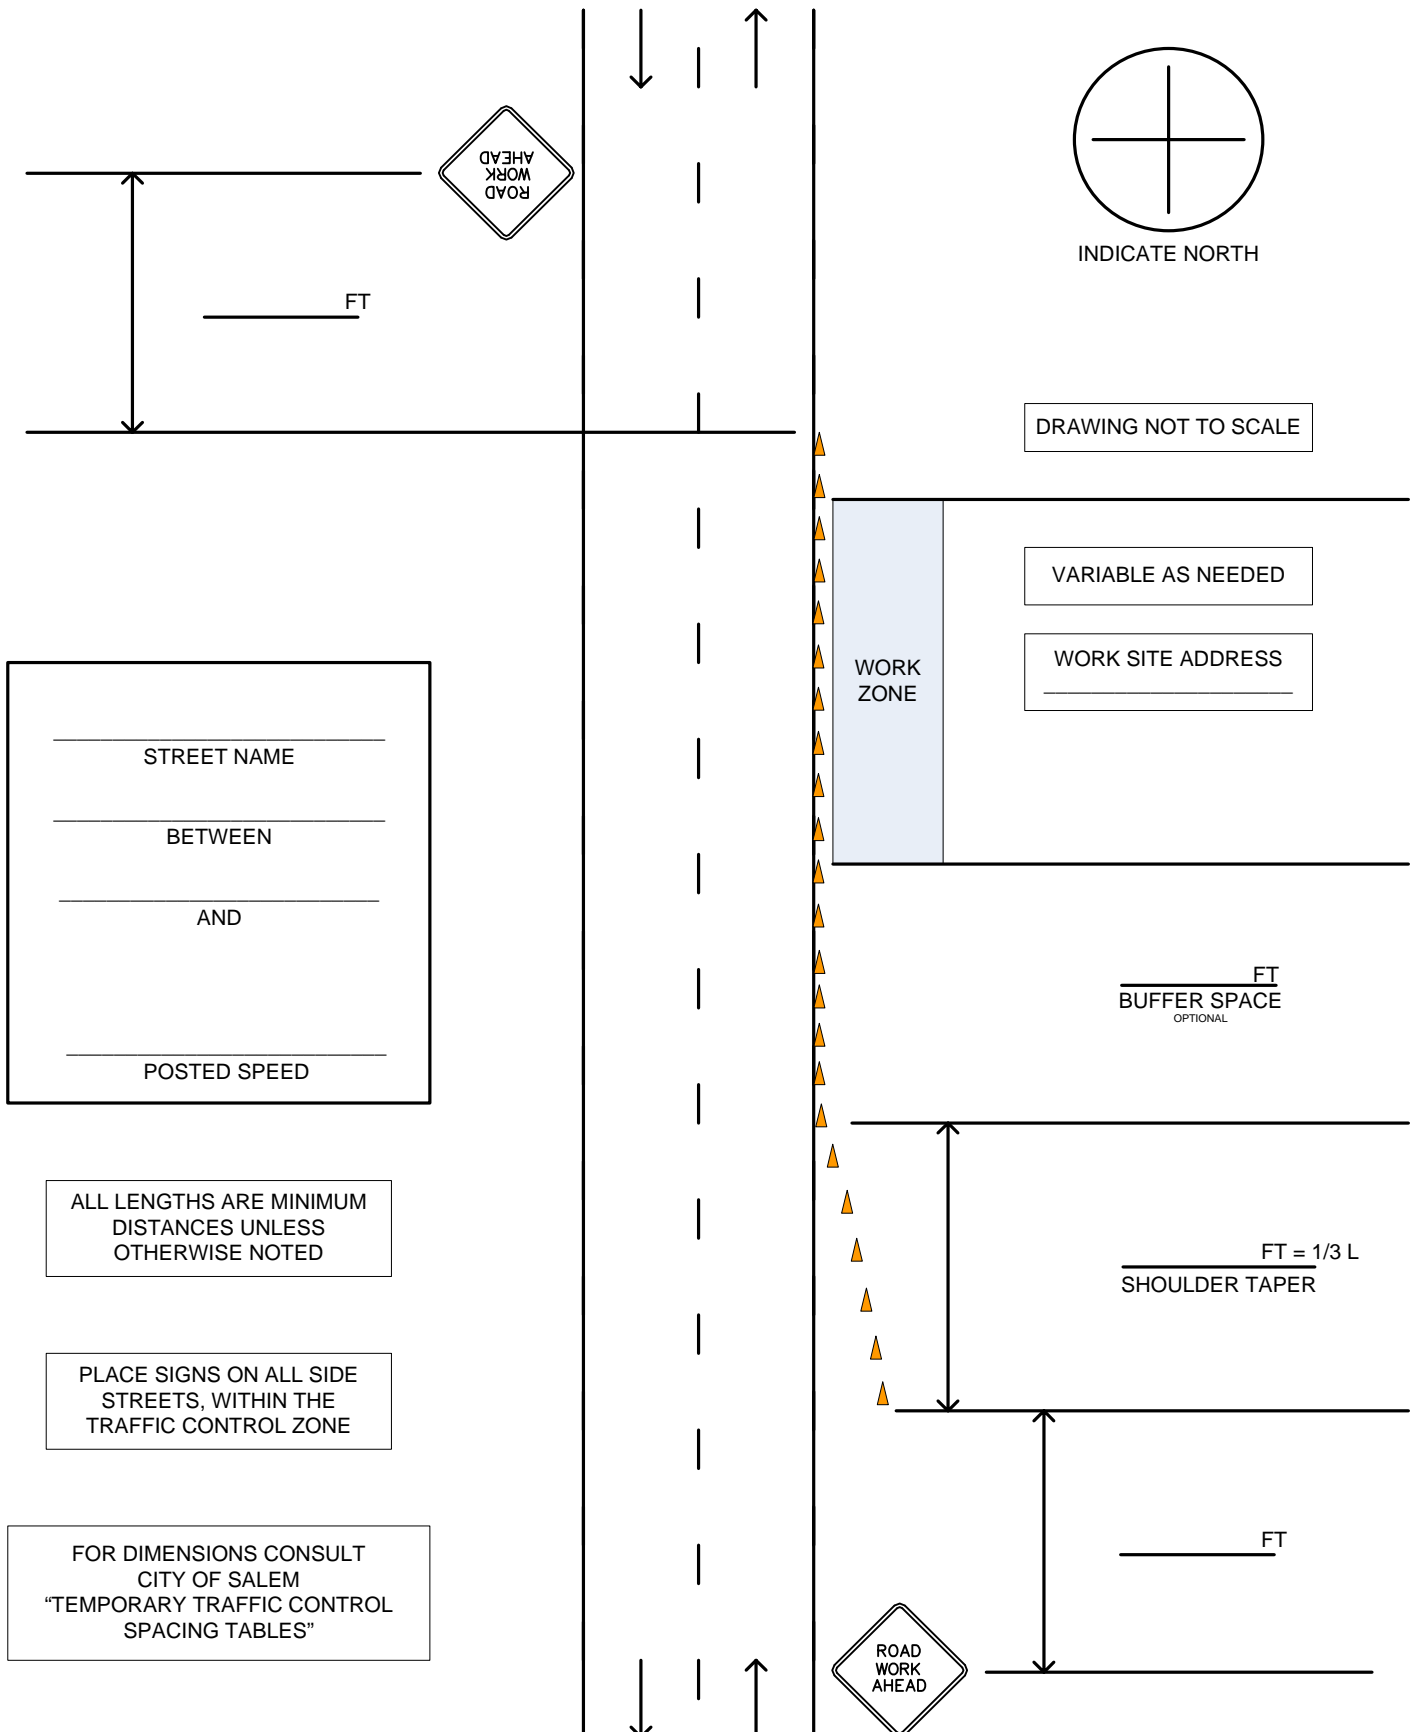 ROAD
WORK
AHEAD
INDICATE NORTH
FT
DRAWING NOT TO SCALE
VARIABLE AS NEEDED
WORK SITE ADDRESS
WORK
ZONE
STREET NAME
BETWEEN
AND
POSTED SPEED
FT
BUFFER SPACE
OPTIONAL
ALL LENGTHS ARE MINIMUM
DISTANCES UNLESS
OTHERWISE NOTED
FT = 1/3 L
SHOULDER TAPER
PLACE SIGNS ON ALL SIDE
STREETS, WITHIN THE
TRAFFIC CONTROL ZONE
FT
FOR DIMENSIONS CONSULT
CITY OF SALEM
“TEMPORARY TRAFFIC CONTROL
SPACING TABLES”
ROAD
WORK
AHEAD